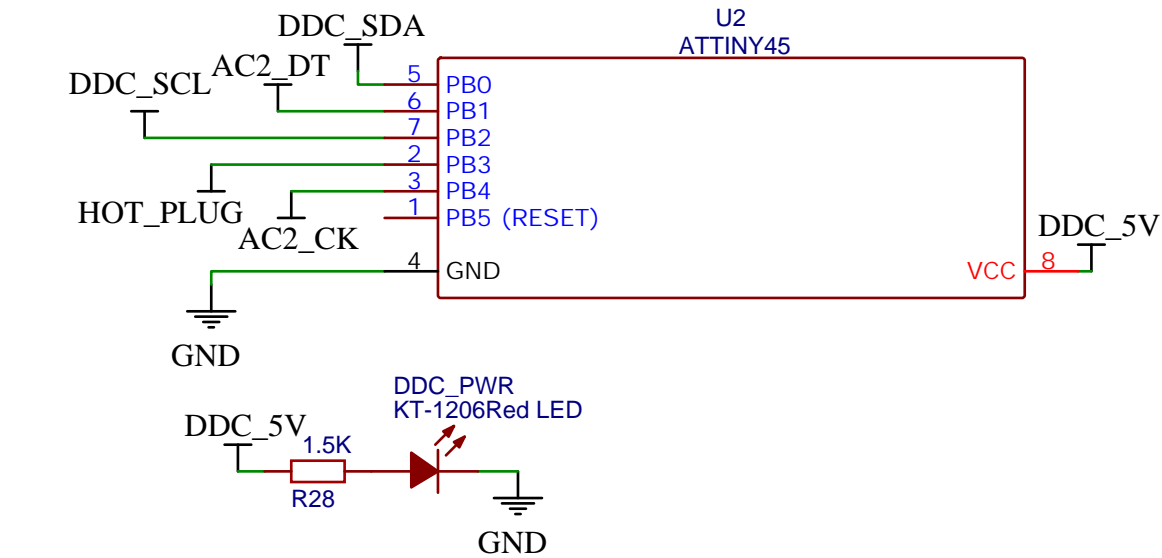 U2
ATTINY45
DDC_SDA
AC2_DT
DDC_SCL
5 PB0
6 PB1
7 PB2
2 PB3
3 PB4
1 PB5 (RESET)
HOT_PLUG
AC2_CK
4 GND
VCC 8
DDC_5V
GND
DDC_PWR
KT-1206Red LED
DDC_5V
1.5K
R28
GND